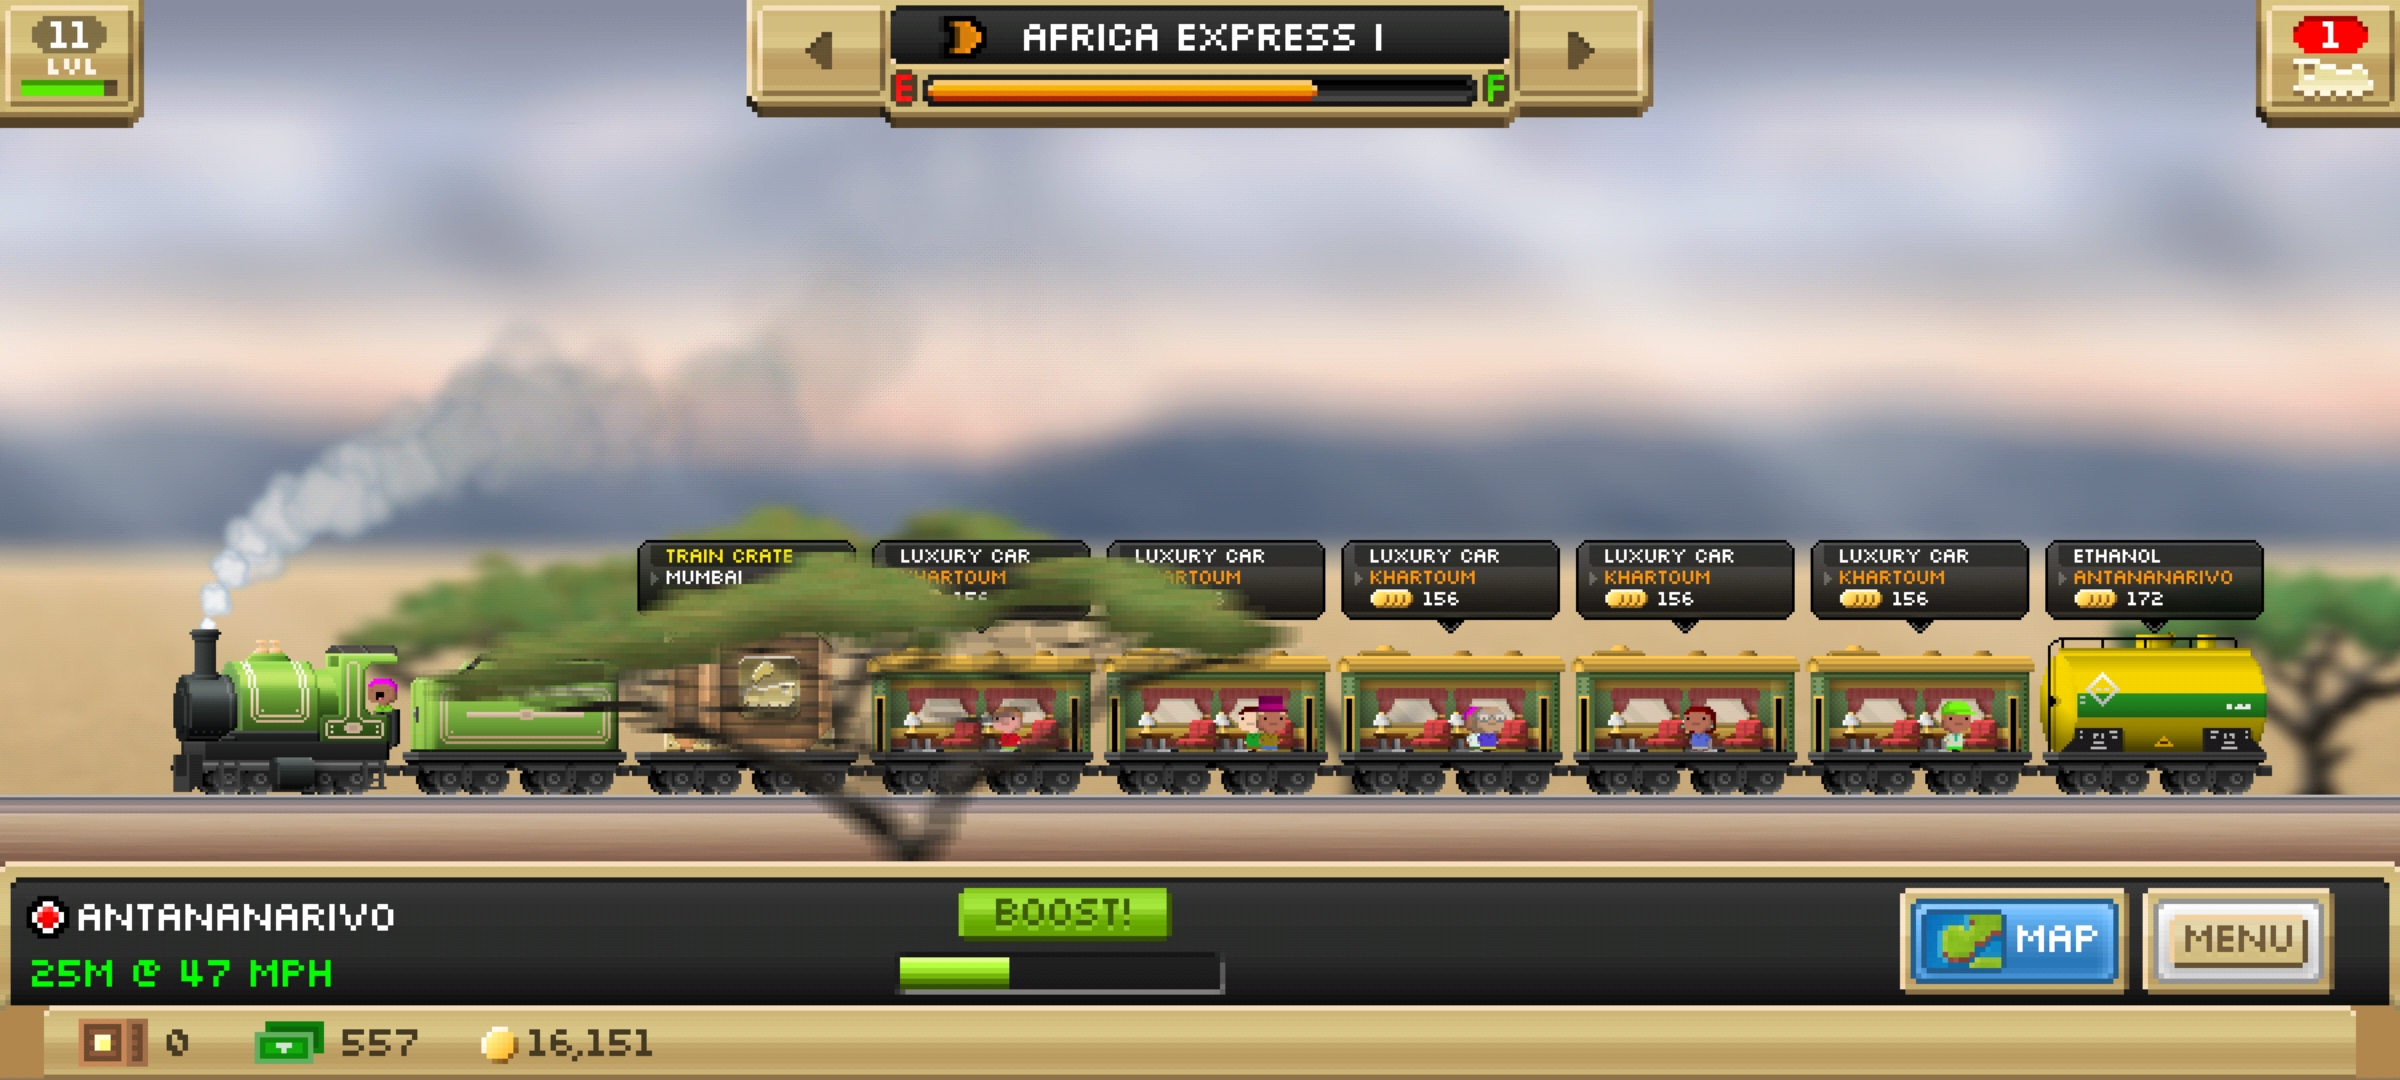 11
LVL
AFRICA EXPRESS I
E
F
1
TRAIN CRATE
MUMBAI
LUXURY CAR
KHARTOUM
156
LUXURY CAR
LUXURY CAR
KHARTOUM
156
LUXURY CAR
KHARTOUM
156
LUXURY CAR
KHARTOUM
156
ETHANOL
ANTANANARIVO
172
ANTANANARIVO
25M @ 47 MPH
BOOST!
MAP
MENU
0
557
16,151